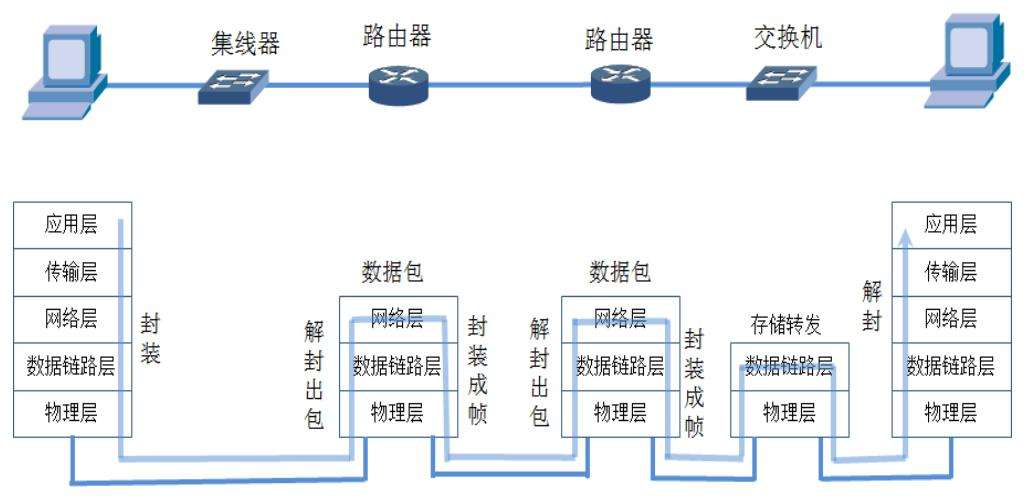 集线器
路由器
路由器
交换机
应用层
传输层
网络层
数据链路层
物理层
封装
解封出包
数据包
网络层
数据链路层
物理层
封装成帧
解封出包
数据包
网络层
数据链路层
物理层
封装成帧
存储转发
数据链路层
物理层
解封
应用层
传输层
网络层
数据链路层
物理层